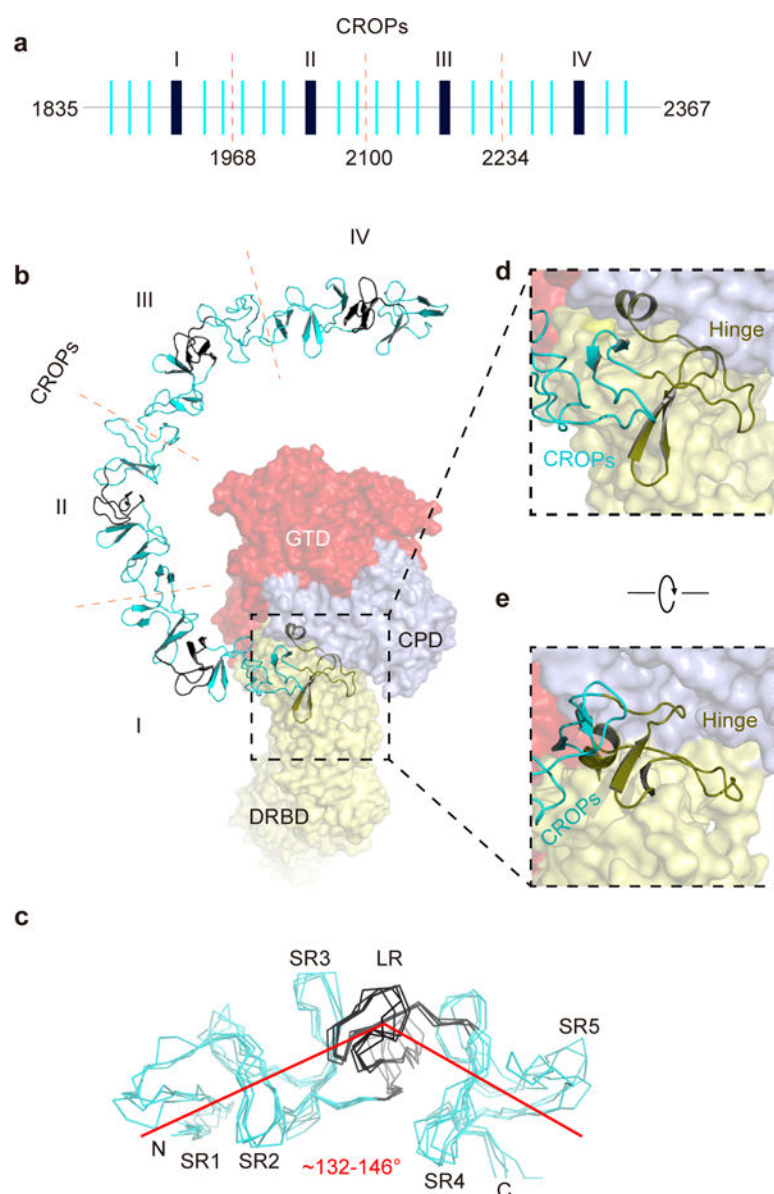 a
CROPs
I II III IV
1835 2367
1968 2100 2234
b
IV
III
CROPs
II
I
GTD
CPD
DRBD
d
Hinge
CROPs
e
Hinge
CROPs
c
SR3 LR
SR5
N
SR1 SR2
~132-146°
SR4
C